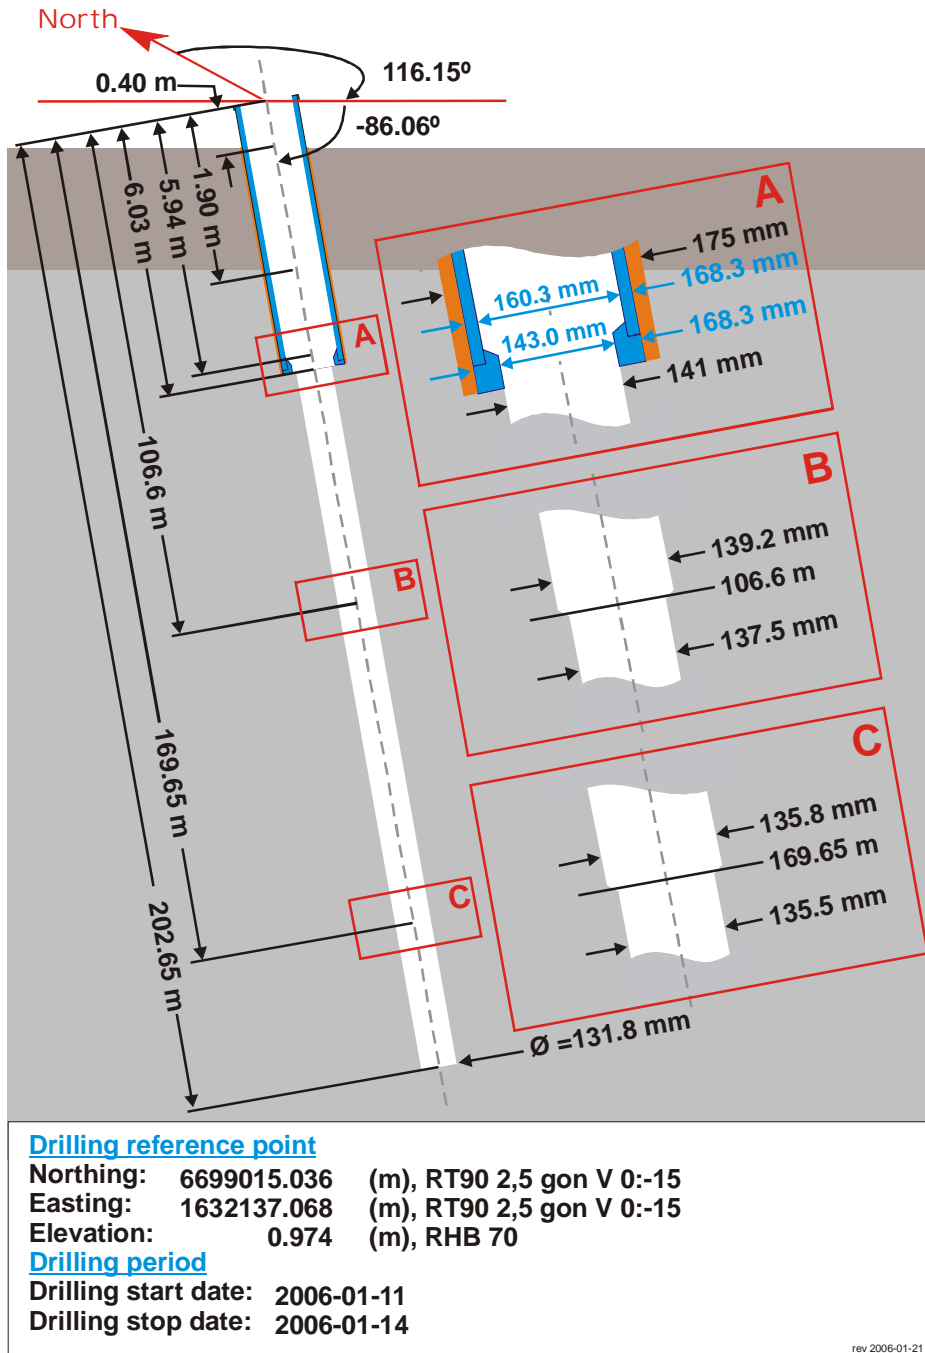 North
116.15º
0.40 m
-86.06º
1.90 m
5.94 m
6.03 m
106.6 m
169.65 m
202.65 m
A
B
C
A
175 mm
168.3 mm
160.3 mm
168.3 mm
143.0 mm
141 mm
B
139.2 mm
106.6 m
137.5 mm
C
135.8 mm
169.65 m
135.5 mm
Ø =131.8 mm
Drilling reference point
Northing: 6699015.036 (m), RT90 2,5 gon V 0:-15
Easting: 1632137.068 (m), RT90 2,5 gon V 0:-15
Elevation: 0.974 (m), RHB 70
Drilling period
Drilling start date: 2006-01-11
Drilling stop date: 2006-01-14
rev 2006-01-21